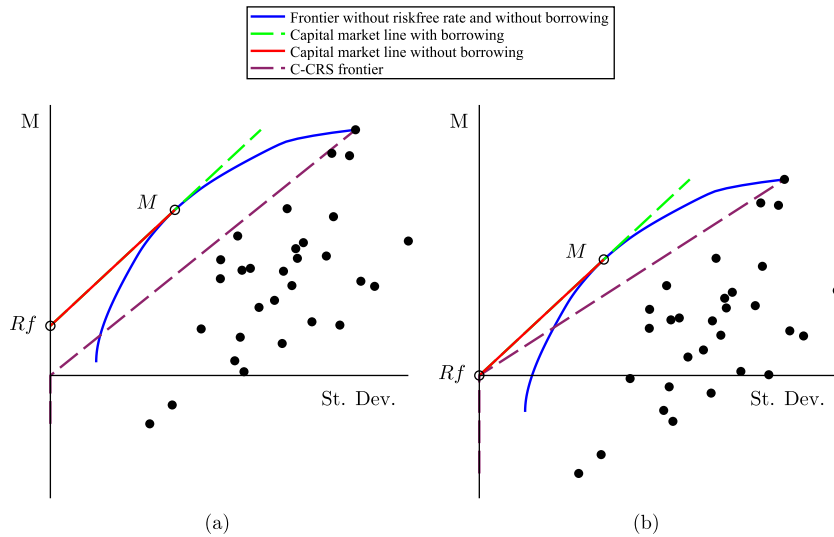 Frontier without riskfree rate and without borrowing
Capital market line with borrowing
Capital market line without borrowing
C-CRS frontier
M
M
Rf
St. Dev.
(a)
M
M
Rf
St. Dev.
(b)